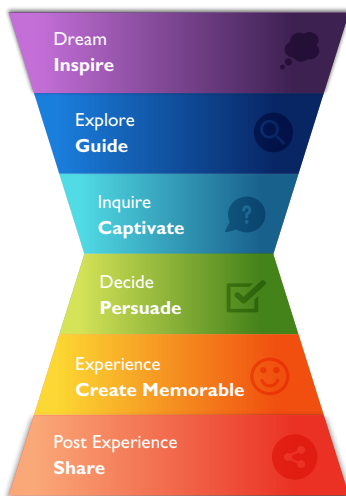 Dream
Inspire
Explore
Guide
Inquire
Captivate
?
Decide
Persuade
Experience
Create Memorable
Post Experience
Share